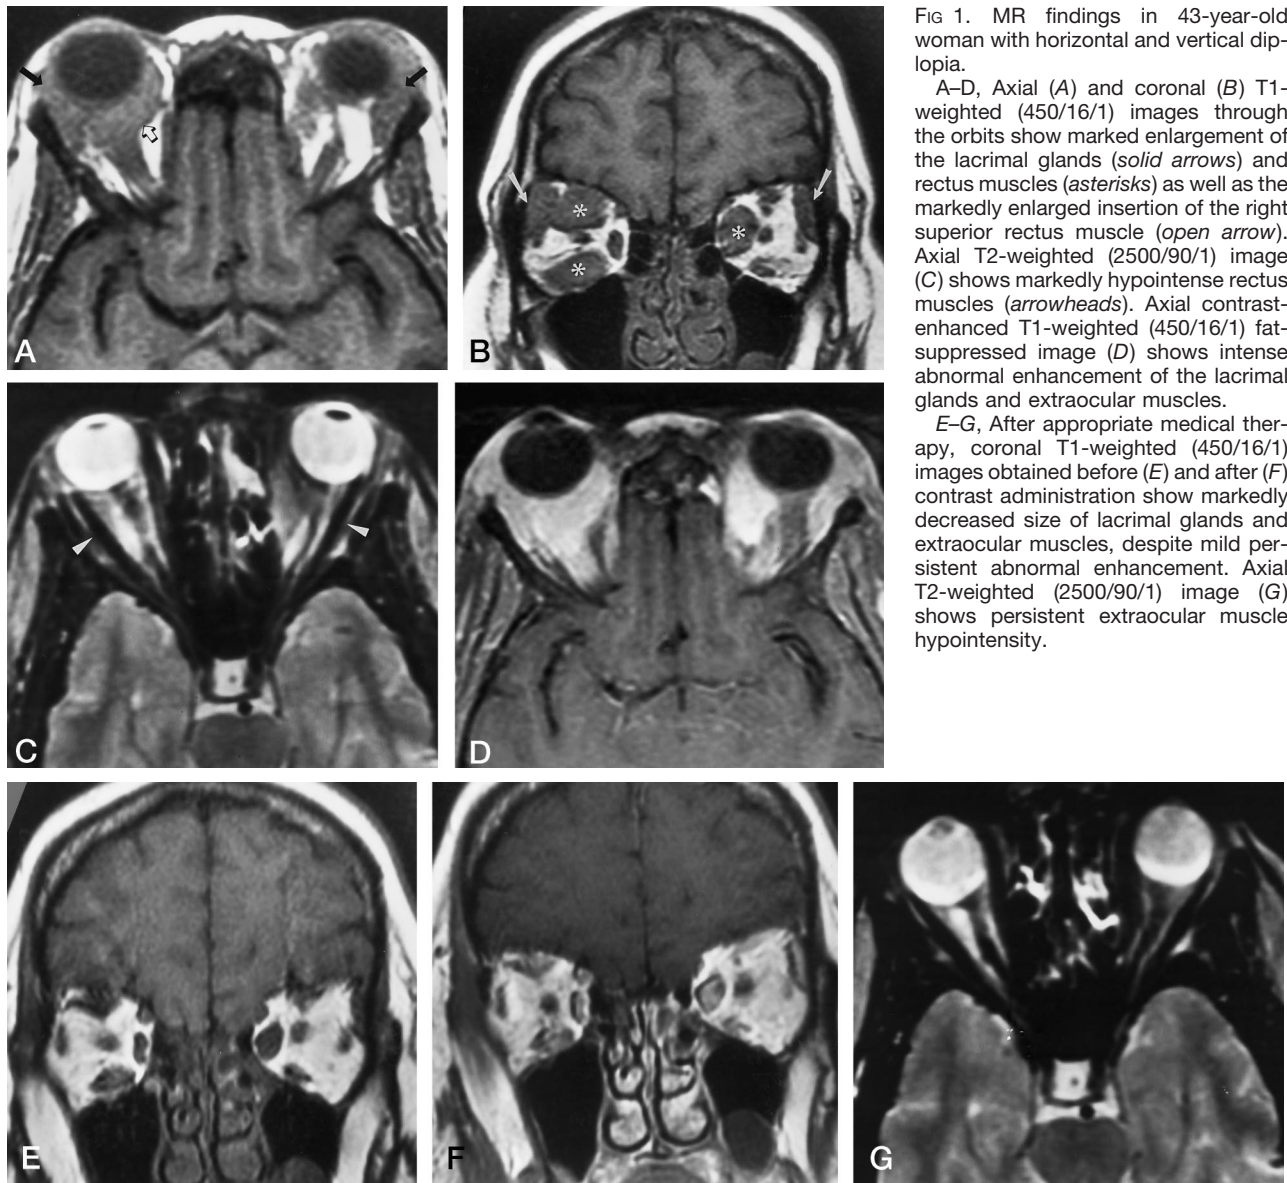 FIG 1. MR findings in 43-year-old
woman with horizontal and vertical dip-
lopia.
A–D, Axial (A) and coronal (B) T1-
weighted (450/16/1) images through
the orbits show marked enlargement of
the lacrimal glands (solid arrows) and
rectus muscles (asterisks) as well as the
markedly enlarged insertion of the right
superior rectus muscle (open arrow).
Axial T2-weighted (2500/90/1) image
(C) shows markedly hypointense rectus
muscles (arrowheads). Axial contrast-
enhanced T1-weighted (450/16/1) fat-
suppressed image (D) shows intense
abnormal enhancement of the lacrimal
glands and extraocular muscles.
E–G, After appropriate medical ther-
apy, coronal T1-weighted (450/16/1)
images obtained before (E) and after (F)
contrast administration show markedly
decreased size of lacrimal glands and
extraocular muscles, despite mild per-
sistent abnormal enhancement. Axial
T2-weighted (2500/90/1) image (G)
shows persistent extraocular muscle
hypointensity.
A
B
C
D
E
F
G